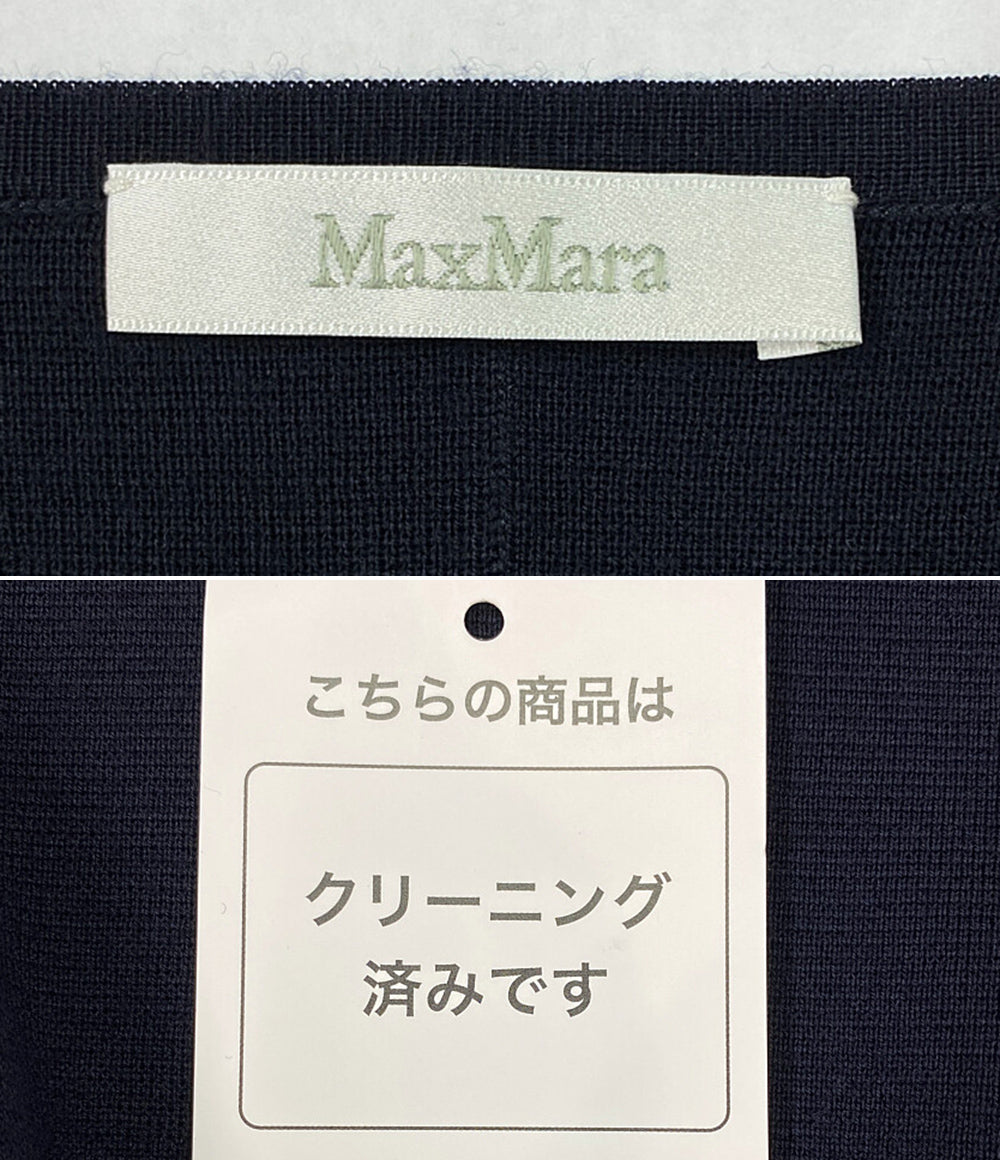 MaxMara
こちらの商品は
クリーニング
済みです